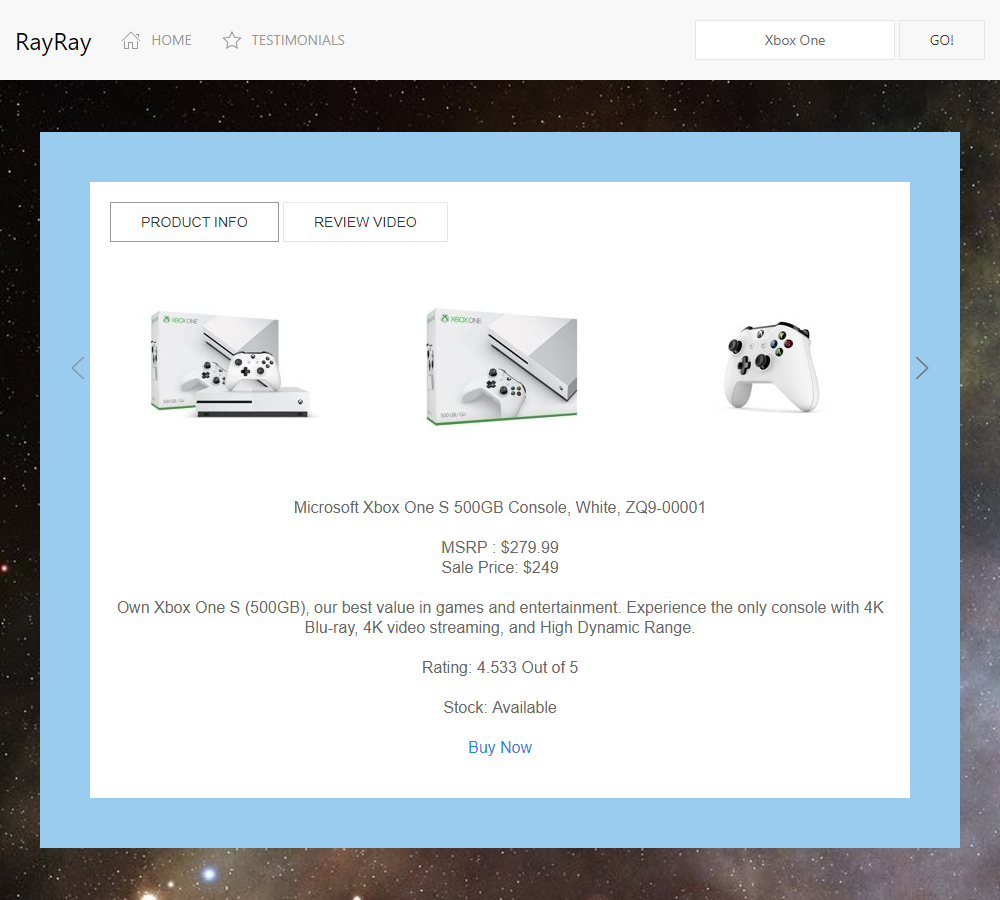 RayRay
HOME
TESTIMONIALS
Xbox One
GO!
PRODUCT INFO
REVIEW VIDEO
XBOX ONE
500 GB / Go
XBOX ONE
500 GB / Go
Microsoft Xbox One S 500GB Console, White, ZQ9-00001
MSRP : $279.99
Sale Price: $249
Own Xbox One S (500GB), our best value in games and entertainment. Experience the only console with 4K
Blu-ray, 4K video streaming, and High Dynamic Range.
Rating: 4.533 Out of 5
Stock: Available
Buy Now